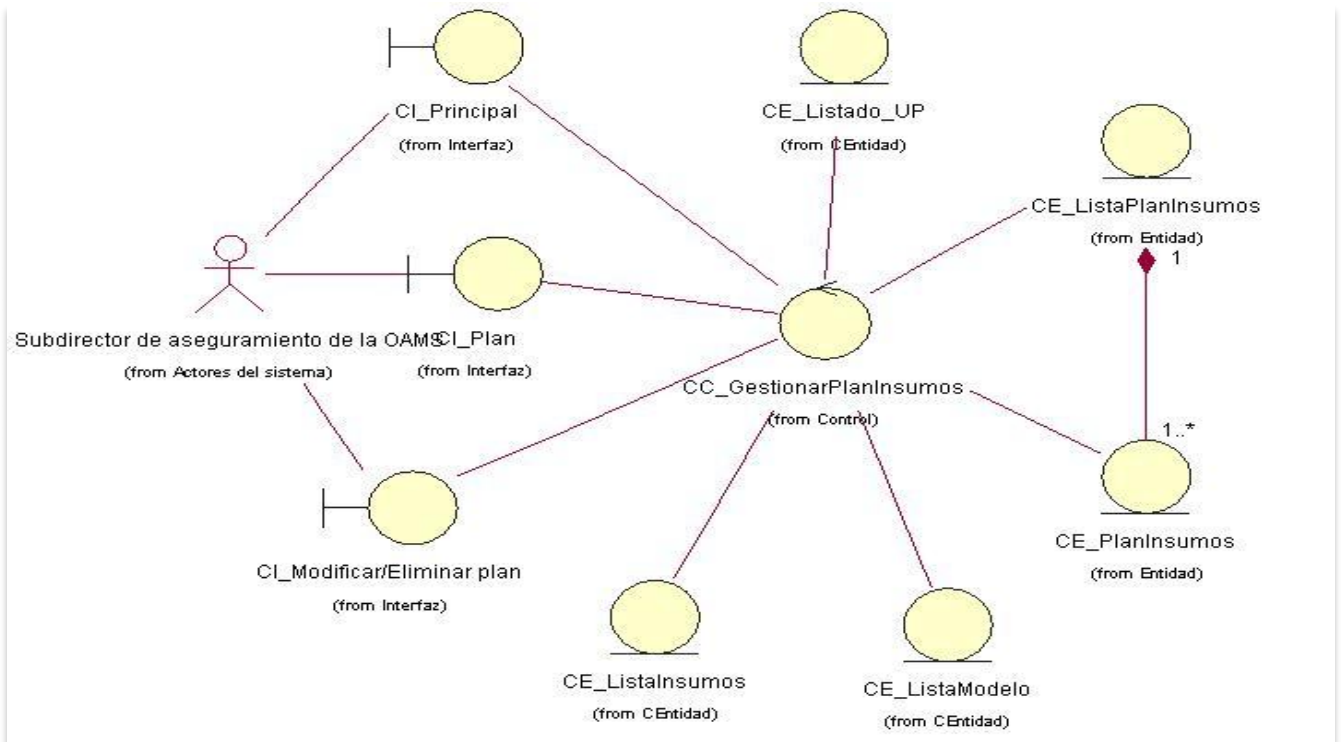 CI_Principal
(from Interfaz)
CE_Listado_UP
(from CEntidad)
CE_ListaPlanInsumos
(from Entidad)
1
Subdirector de aseguramiento de la OAMS
(from Actores del sistema)
CI_Plan
(from Interfaz)
CC_GestionarPlanInsumos
(from Control)
1..*
CE_PlanInsumos
(from Entidad)
CI_Modificar/Eliminar plan
(from Interfaz)
CE_ListaInsumos
(from CEntidad)
CE_ListaModelo
(from CEntidad)